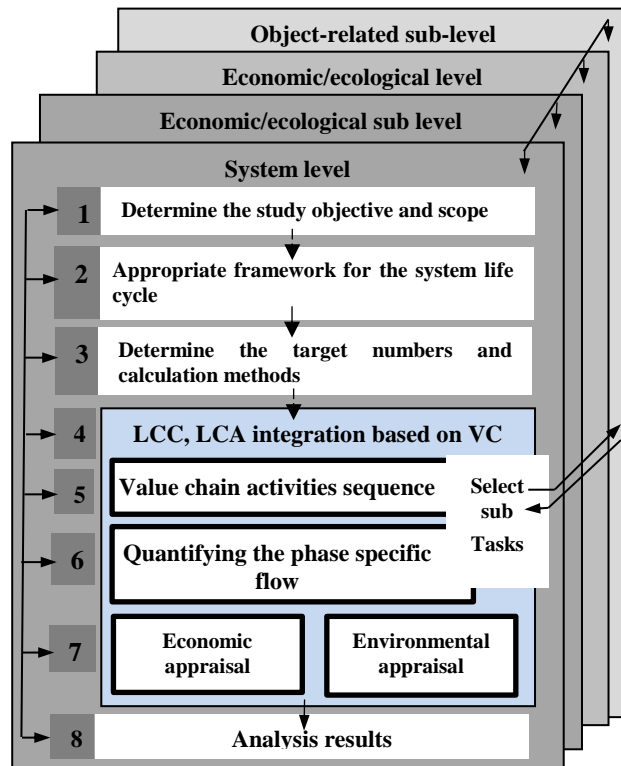 Object-related sub-level
Economic/ecological level
Economic/ecological sub level
System level
1 Determine the study objective and scope
2 Appropriate framework for the system life
cycle
3 Determine the target numbers and
calculation methods
4 LCC, LCA integration based on VC
5 Value chain activities sequence
Select
sub
Tasks
6 Quantifying the phase specific
flow
7 Economic
appraisal
Environmental
appraisal
8 Analysis results